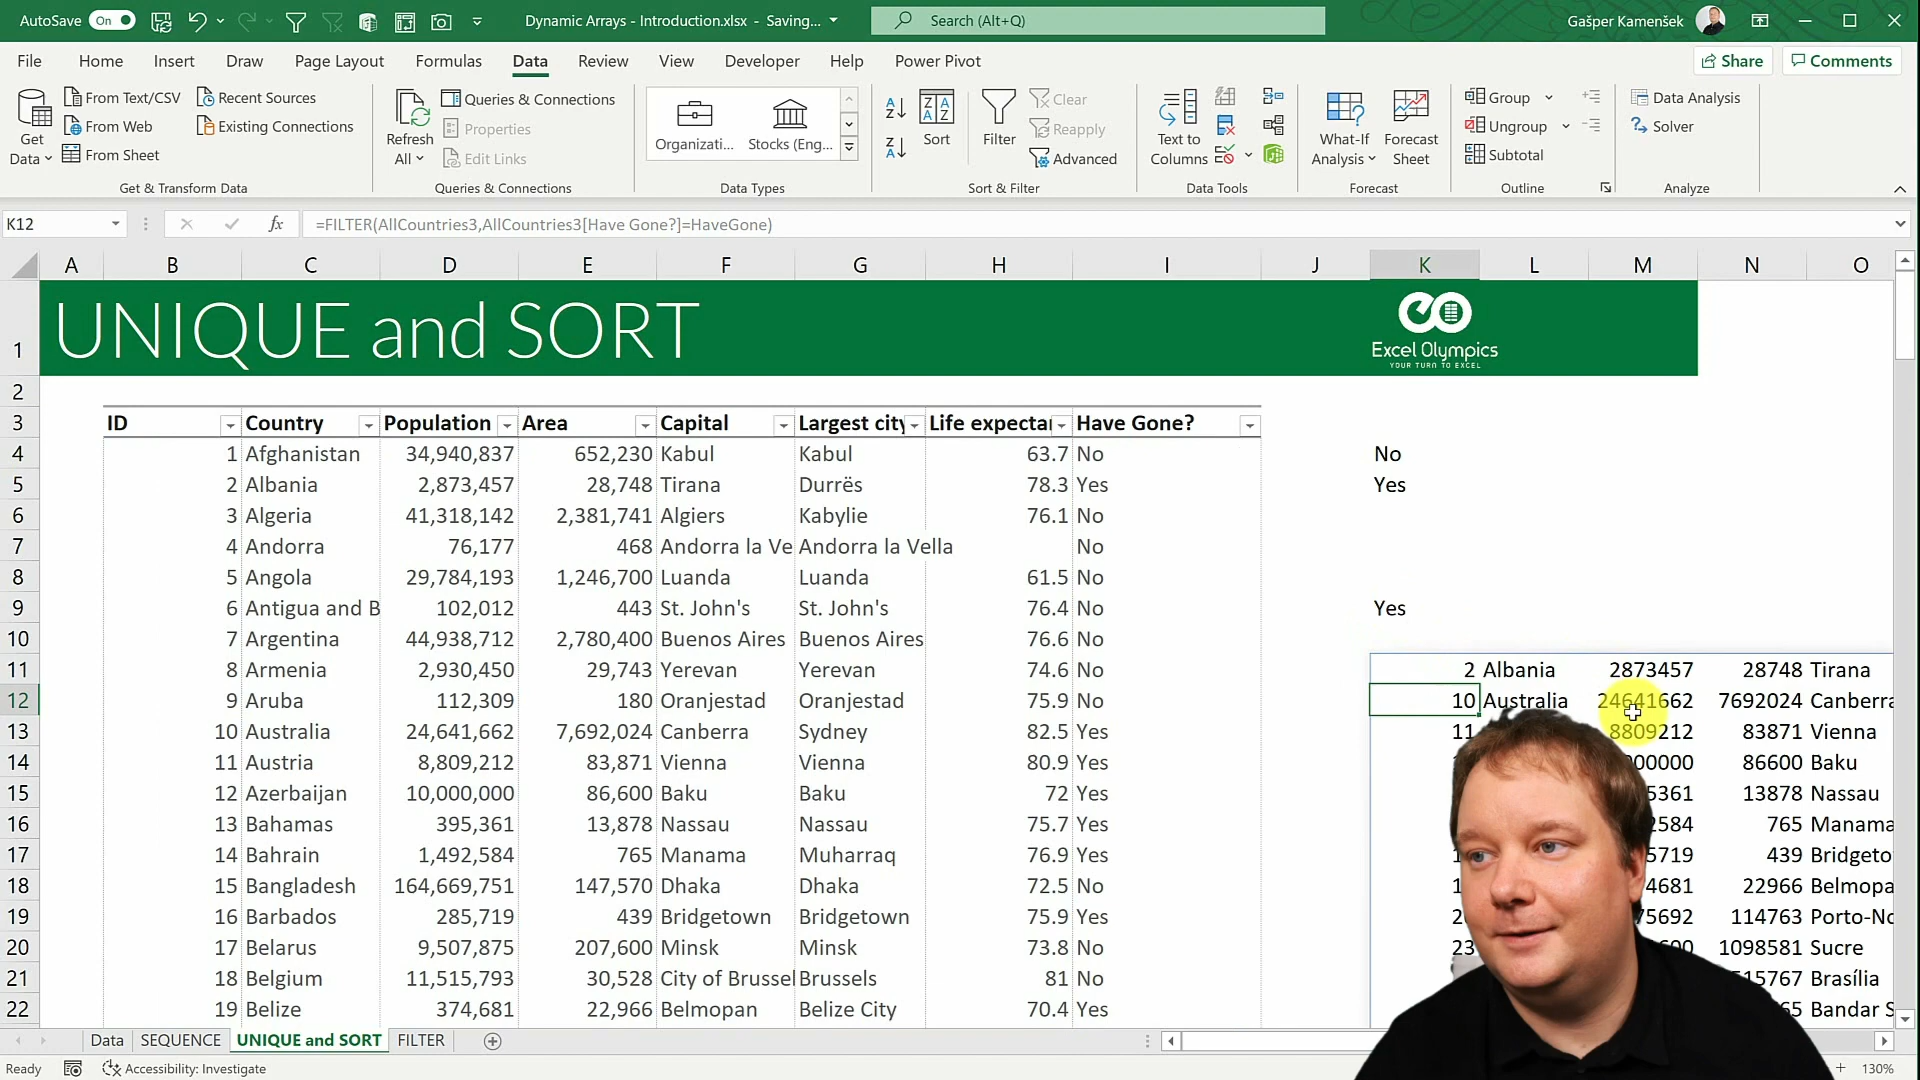 AutoSave On Dynamic Arrays - Introduction.xlsx - Saving... Search (Alt+Q) Gašper Kamenšek
File Home Insert Draw Page Layout Formulas Data Review View Developer Help Power Pivot Share Comments
Get Data From Text/CSV Recent Sources
From Web Existing Connections
From Sheet
Get & Transform Data
Refresh All Queries & Connections
Properties
Edit Links
Queries & Connections
Organizati... Stocks (Eng...
Data Types
Sort Filter Clear
Reapply
Advanced
Sort & Filter
Text to Columns
Data Tools
What-If Analysis Forecast Sheet
Forecast
Group
Ungroup
Subtotal
Outline
Data Analysis
Solver
Analyze
K12 fx =FILTER(AllCountries3,AllCountries3[Have Gone?]=HaveGone)
A B C D E F G H I J K L M N O
1 UNIQUE and SORT
Excel Olympics
YOUR TURN TO EXCEL
2
3 ID Country Population Area Capital Largest city Life expectar Have Gone?
4 1 Afghanistan 34,940,837 652,230 Kabul Kabul 63.7 No No
5 2 Albania 2,873,457 28,748 Tirana Durrës 78.3 Yes Yes
6 3 Algeria 41,318,142 2,381,741 Algiers Kabylie 76.1 No
7 4 Andorra 76,177 468 Andorra la Ve Andorra la Vella No
8 5 Angola 29,784,193 1,246,700 Luanda Luanda 61.5 No
9 6 Antigua and B 102,012 443 St. John's St. John's 76.4 No Yes
10 7 Argentina 44,938,712 2,780,400 Buenos Aires Buenos Aires 76.6 No
11 8 Armenia 2,930,450 29,743 Yerevan Yerevan 74.6 No 2 Albania 2873457 28748 Tirana
12 9 Aruba 112,309 180 Oranjestad Oranjestad 75.9 No 10 Australia 24641662 7692024 Canberra
13 10 Australia 24,641,662 7,692,024 Canberra Sydney 82.5 Yes 11 8809212 83871 Vienna
14 11 Austria 8,809,212 83,871 Vienna Vienna 80.9 Yes 86600 Baku
15 12 Azerbaijan 10,000,000 86,600 Baku Baku 72 Yes 5361 13878 Nassau
16 13 Bahamas 395,361 13,878 Nassau Nassau 75.7 Yes 2584 765 Manama
17 14 Bahrain 1,492,584 765 Manama Muharraq 76.9 Yes 5719 439 Bridgeto
18 15 Bangladesh 164,669,751 147,570 Dhaka Dhaka 72.5 No 4681 22966 Belmopa
19 16 Barbados 285,719 439 Bridgetown Bridgetown 75.9 Yes 75692 114763 Porto-No
20 17 Belarus 9,507,875 207,600 Minsk Minsk 73.8 No 23 1098581 Sucre
21 18 Belgium 11,515,793 30,528 City of Brussel Brussels 81 No 515767 Brasília
22 19 Belize 374,681 22,966 Belmopan Belize City 70.4 Yes Bandar S
Data SEQUENCE UNIQUE and SORT FILTER
Ready Accessibility: Investigate 130%